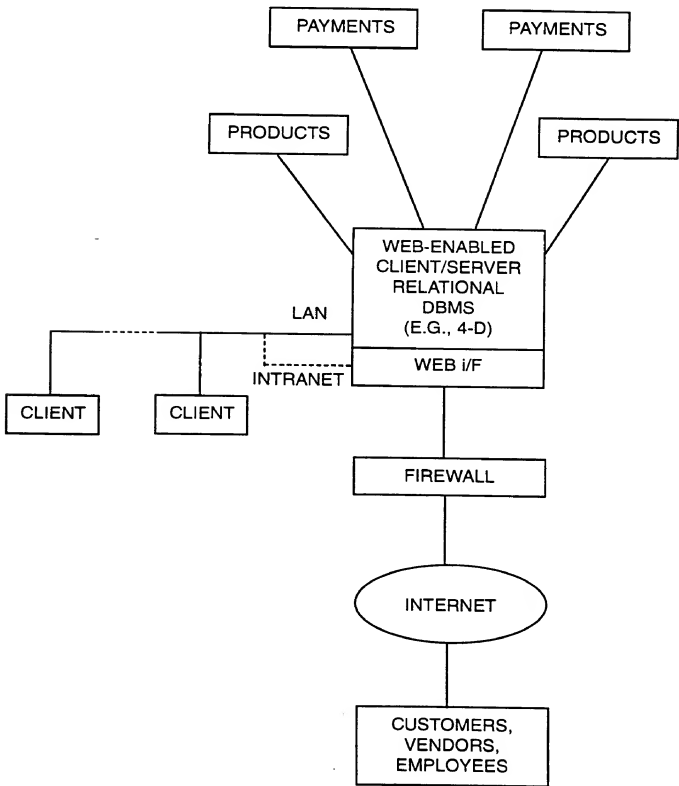 PAYMENTS
PAYMENTS
PRODUCTS
PRODUCTS
WEB-ENABLED
CLIENT/SERVER
RELATIONAL
DBMS
(E.G., 4-D)
LAN
WEB i/F
INTRANET
CLIENT
CLIENT
FIREWALL
INTERNET
CUSTOMERS,
VENDORS,
EMPLOYEES